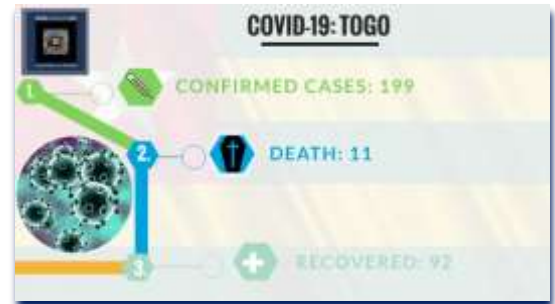 COVID-19: TOGO
1. CONFIRMED CASES: 199
2. DEATH: 11
3. RECOVERED: 92